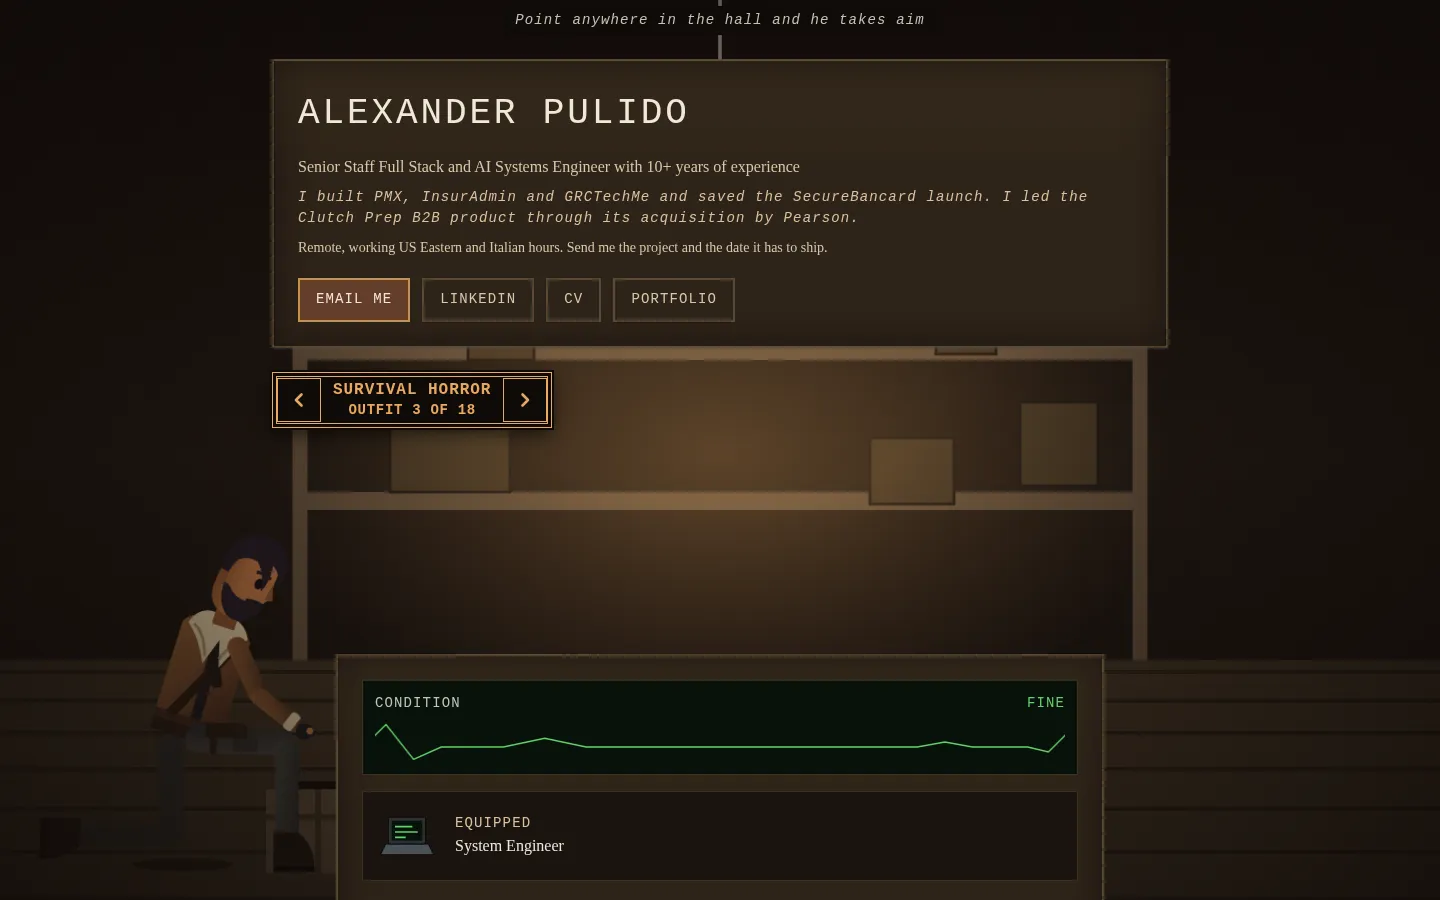 Point anywhere in the hall and he takes aim
ALEXANDER PULIDO
Senior Staff Full Stack and AI Systems Engineer with 10+ years of experience
I built PMX, InsurAdmin and GRCTechMe and saved the SecureBancard launch. I led the
Clutch Prep B2B product through its acquisition by Pearson.
Remote, working US Eastern and Italian hours. Send me the project and the date it has to ship.
EMAIL ME
LINKEDIN
CV
PORTFOLIO
SURVIVAL HORROR
OUTFIT 3 OF 18
CONDITION
FINE
EQUIPPED
System Engineer